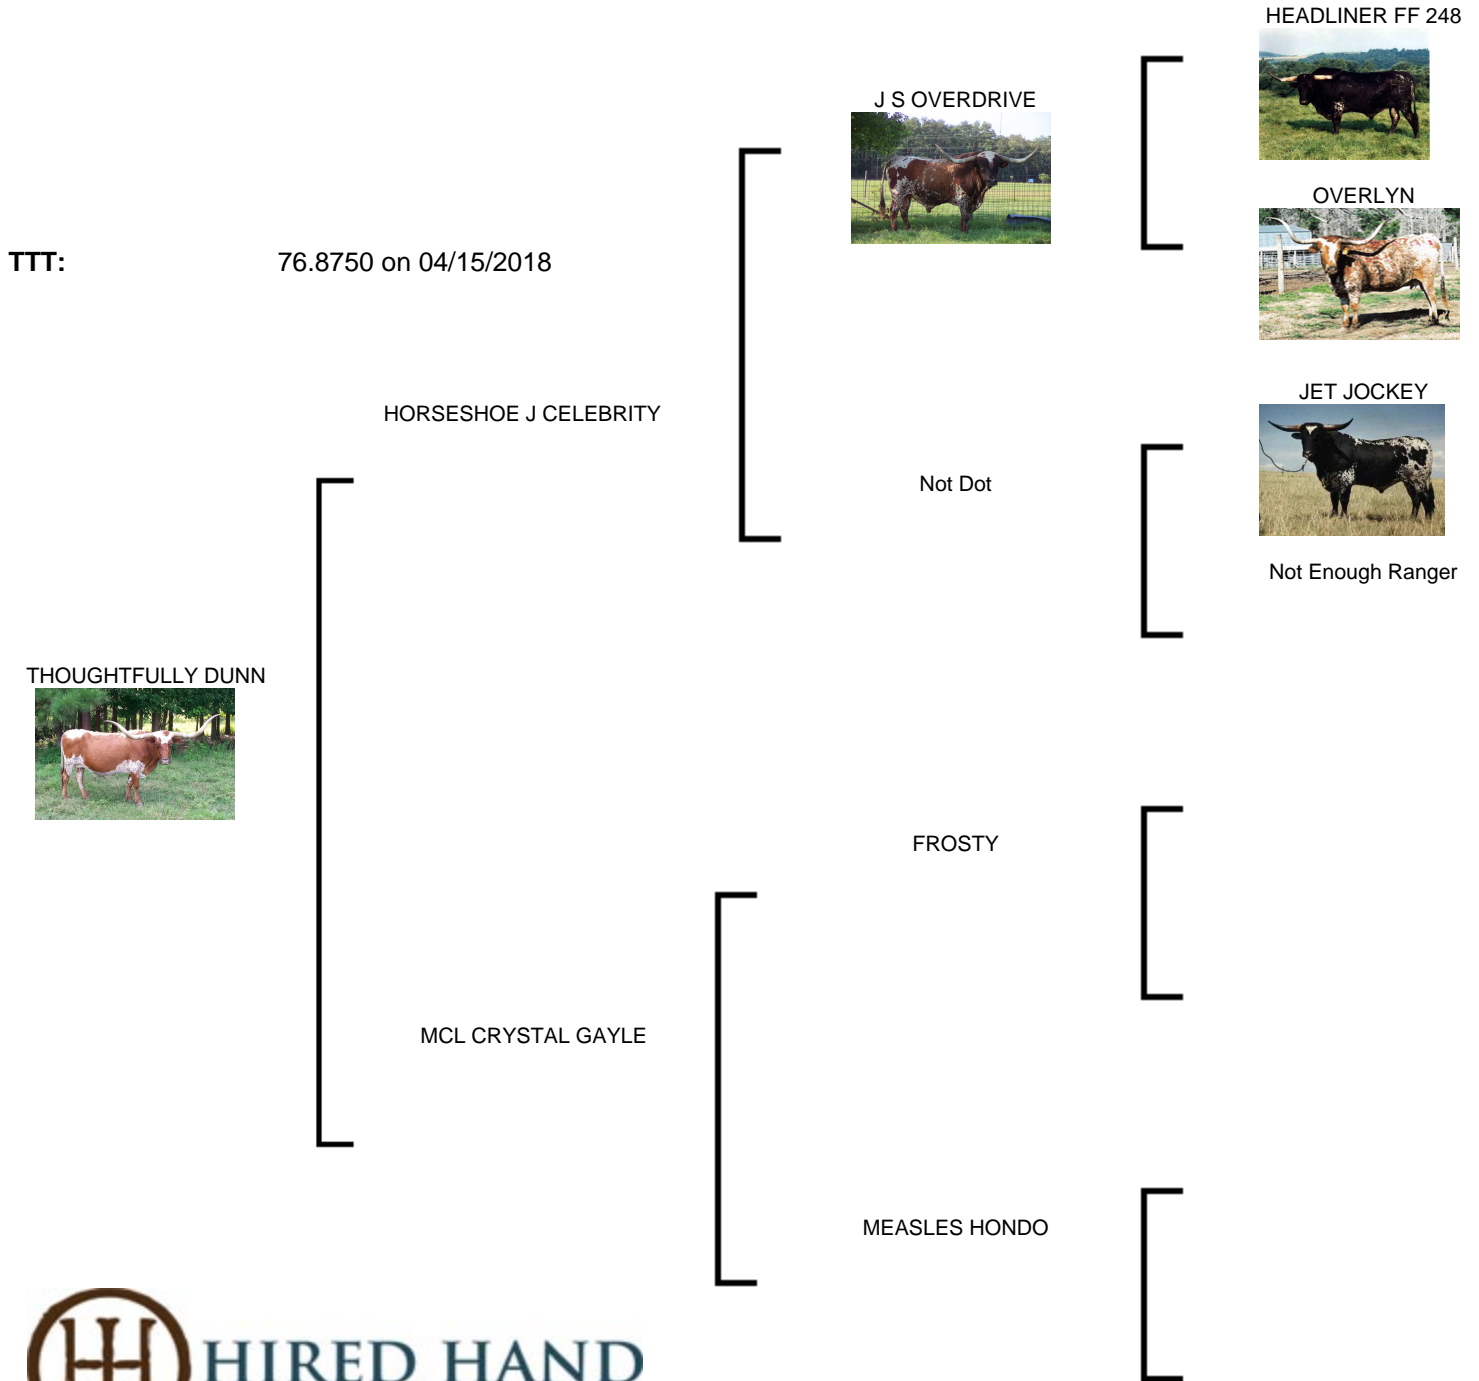 HEADLINER FF 248
J S OVERDRIVE
OVERLYN
TTT: 76.8750 on 04/15/2018
JET JOCKEY
HORSESHOE J CELEBRITY
Not Dot
Not Enough Ranger
THOUGHTFULLY DUNN
FROSTY
MCL CRYSTAL GAYLE
MEASLES HONDO
HIRED HAND